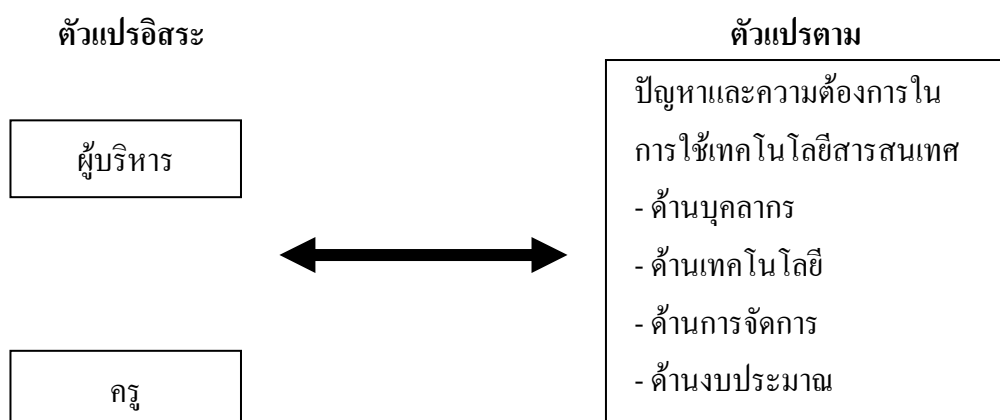 ตัวแปรอิสระ
ตัวแปรตาม
ผู้บริหาร
ครู
ปัญหาและความต้องการใน
การใช้เทคโนโลยีสารสนเทศ
- ด้านบุคลากร
- ด้านเทคโนโลยี
- ด้านการจัดการ
- ด้านงบประมาณ